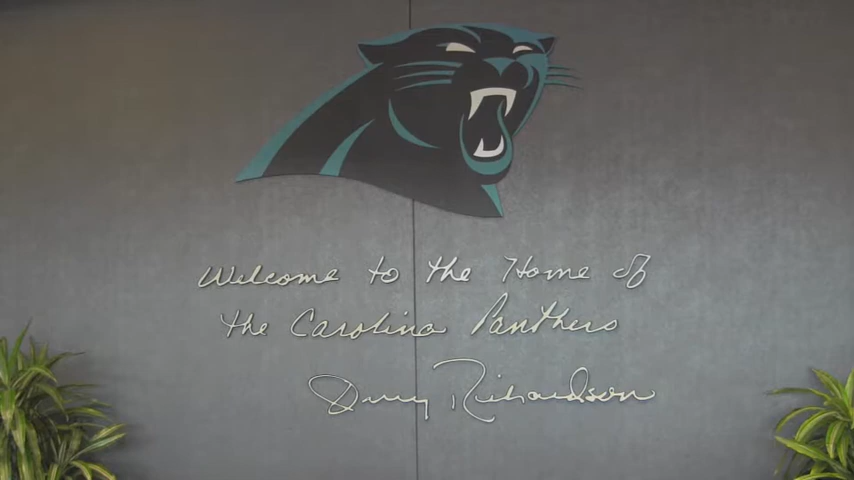 Welcome to the Home of
the Carolina Panthers
Jerry Richardson